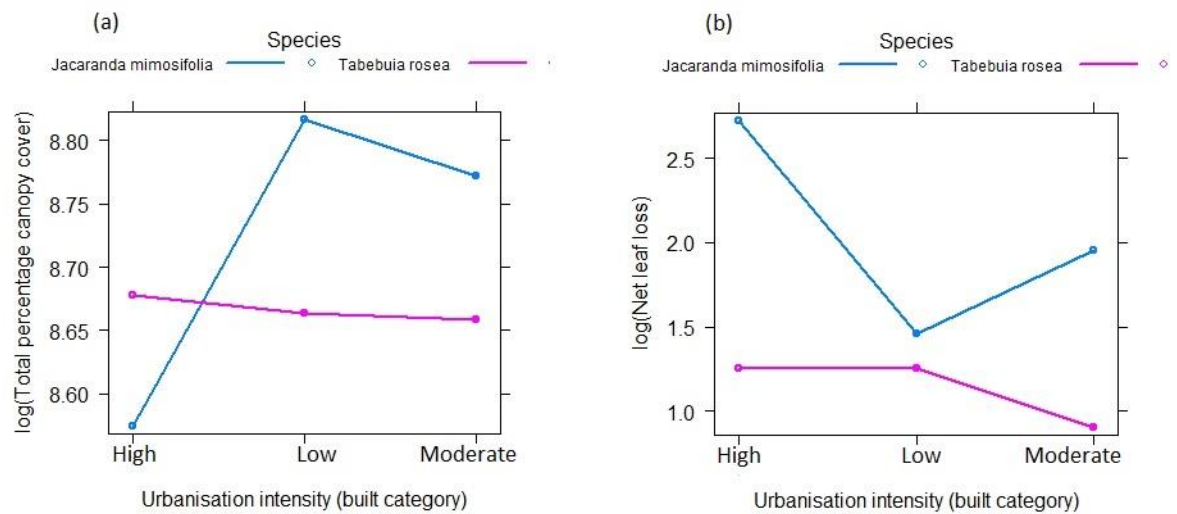 (a)
Species
Jacaranda mimosifolia Tabebuia rosea
log(Total percentage canopy cover)
8.80
8.75
8.70
8.65
8.60
High Low Moderate
Urbanisation intensity (built category)
(b)
Species
Jacaranda mimosifolia Tabebuia rosea
log(Net leaf loss)
2.5
2.0
1.5
1.0
High Low Moderate
Urbanisation intensity (built category)